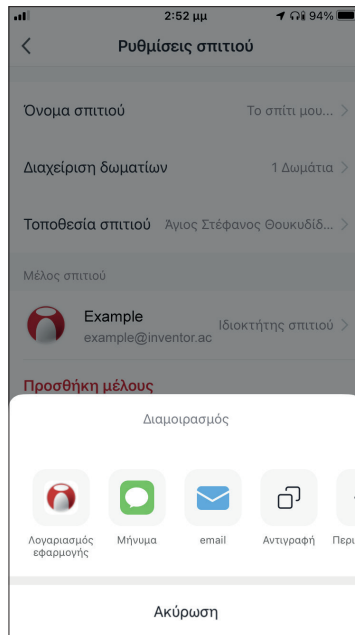 2:52 μμ
94%
Ρυθμίσεις σπιτιού
Όνομα σπιτιού Το σπίτι μου...
Διαχείριση δωματίων 1 Δωμάτια
Τοποθεσία σπιτιού Άγιος Στέφανος Θουκυδίδ...
Μέλος σπιτιού
Example
example@inventor.ac
Ιδιοκτήτης σπιτιού
Προσθήκη μέλους
Διαμοιρασμός
Λογαριασμός εφαρμογής
Μήνυμα
email
Αντιγραφή
Ακύρωση